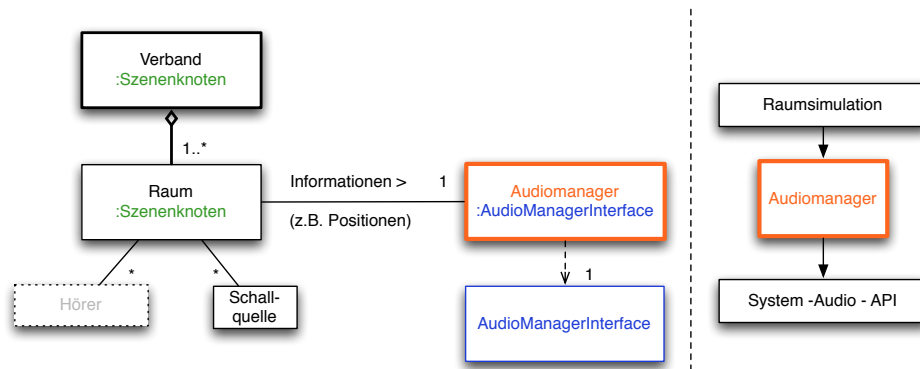 Verband
:Szenenknoten
1..*
Raum
:Szenenknoten
Informationen >
1
(z.B. Positionen)
Audiomanager
:AudioManagerInterface
*
*
Hörer
Schall-
quelle
1
AudioManagerInterface
Raumsimulation
Audiomanager
System -Audio - API